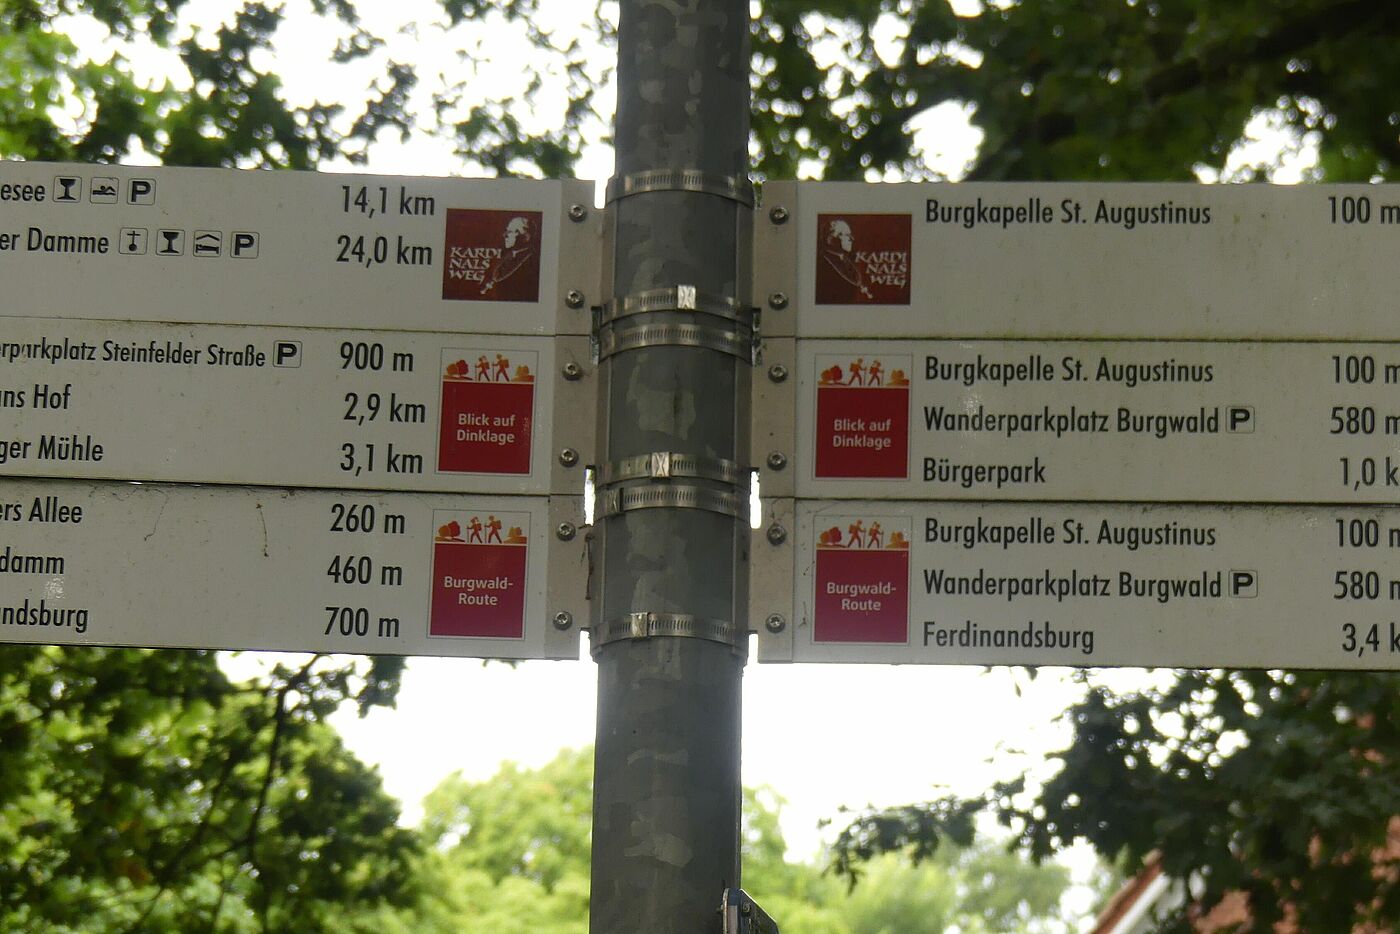 esee P 14,1 km
er Damme P 24,0 km
KARDI
NALS
WEG
rparkplatz Steinfelder Straße P 900 m
ns Hof 2,9 km
ger Mühle 3,1 km
Blick auf
Dinklage
ers Allee 260 m
damm 460 m
andsburg 700 m
Burgwald-
Route
KARDI
NALS
WEG
Burgkapelle St. Augustinus 100 m
Blick auf
Dinklage
Burgkapelle St. Augustinus 100 m
Wanderparkplatz Burgwald P 580 m
Bürgerpark 1,0 k
Burgwald-
Route
Burgkapelle St. Augustinus 100 m
Wanderparkplatz Burgwald P 580 m
Ferdinandsburg 3,4 k